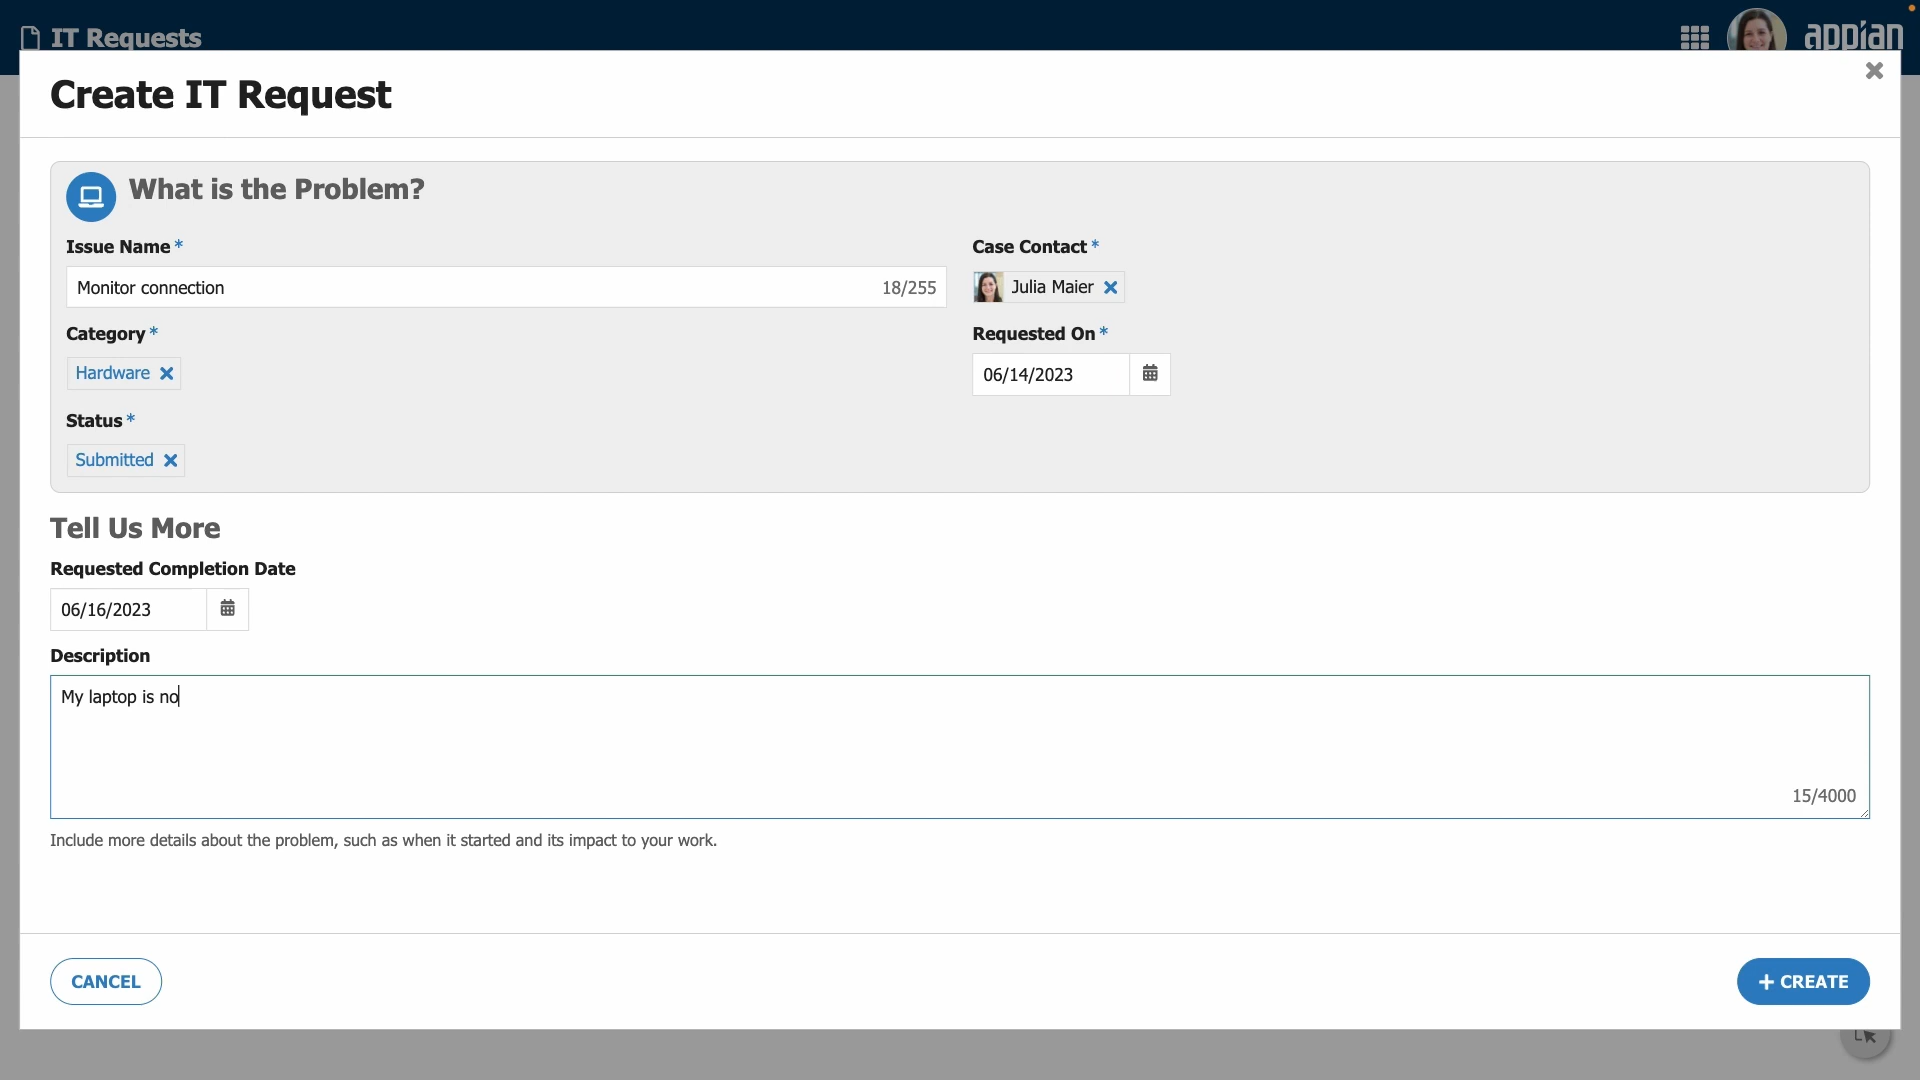 IT Requests
appian
Create IT Request
What is the Problem?
Issue Name *
Case Contact *
Monitor connection 18/255
Julia Maier
Category *
Requested On *
Hardware
06/14/2023
Status *
Submitted
Tell Us More
Requested Completion Date
06/16/2023
Description
My laptop is no
15/4000
Include more details about the problem, such as when it started and its impact to your work.
CANCEL
+ CREATE